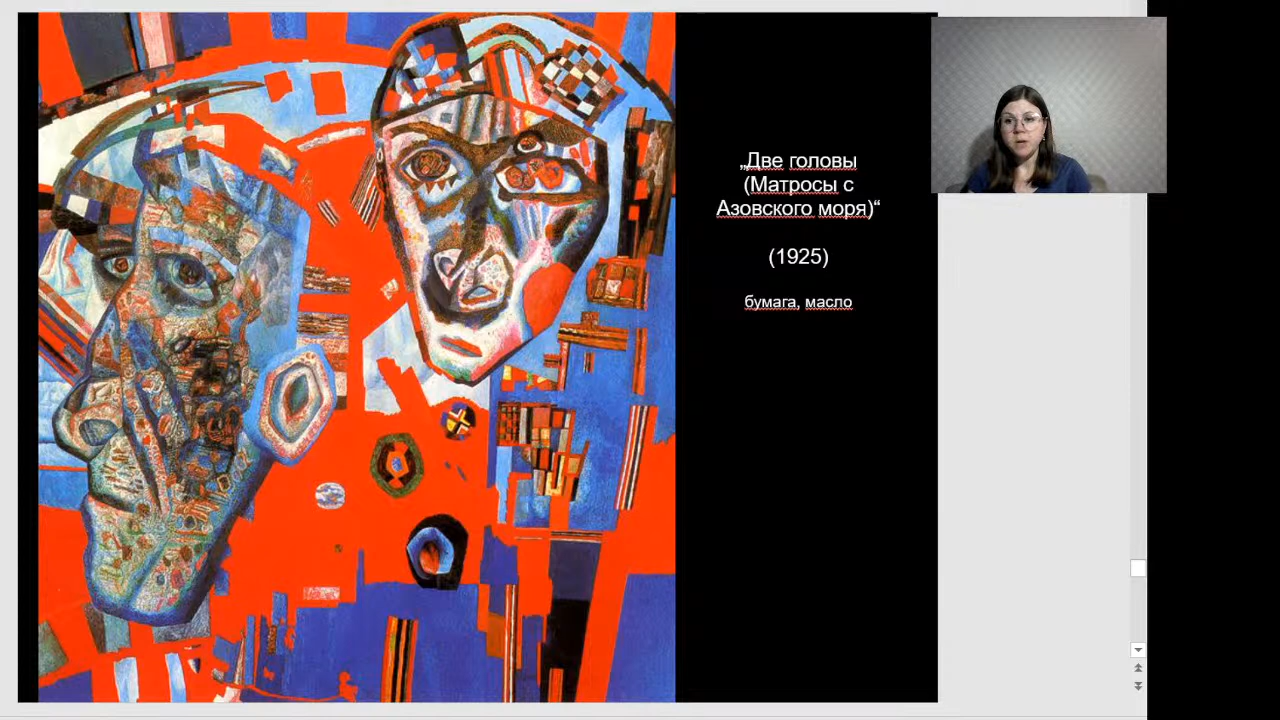 „Две головы
(Матросы с
Азовского моря)“
(1925)
бумага, масло